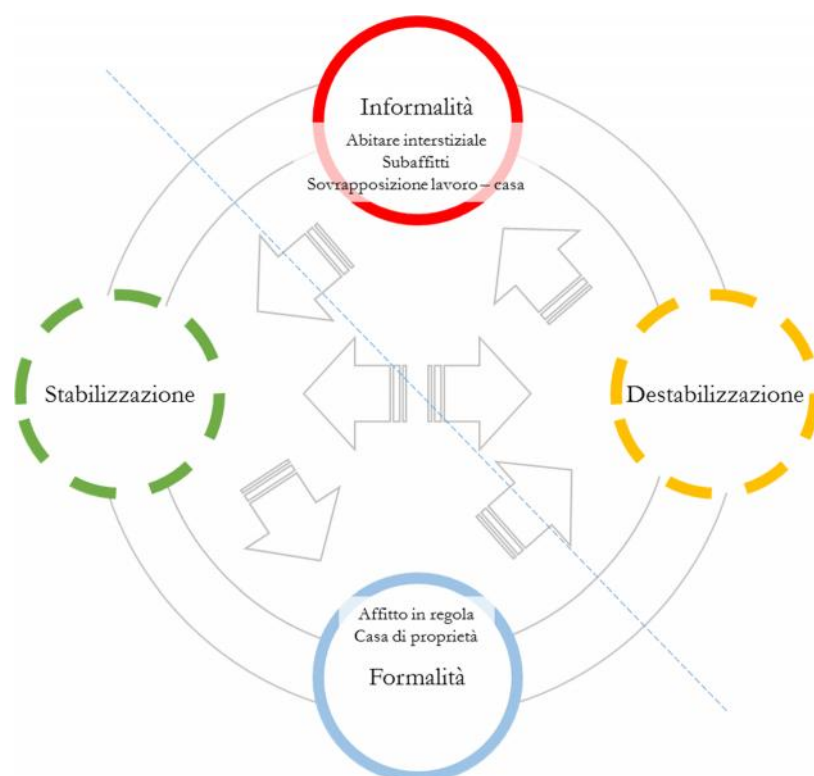 Informalità
Abitare interstiziale
Subaffitti
Sovrapposizione lavoro – casa
Stabilizzazione
Destabilizzazione
Affitto in regola
Casa di proprietà
Formalità